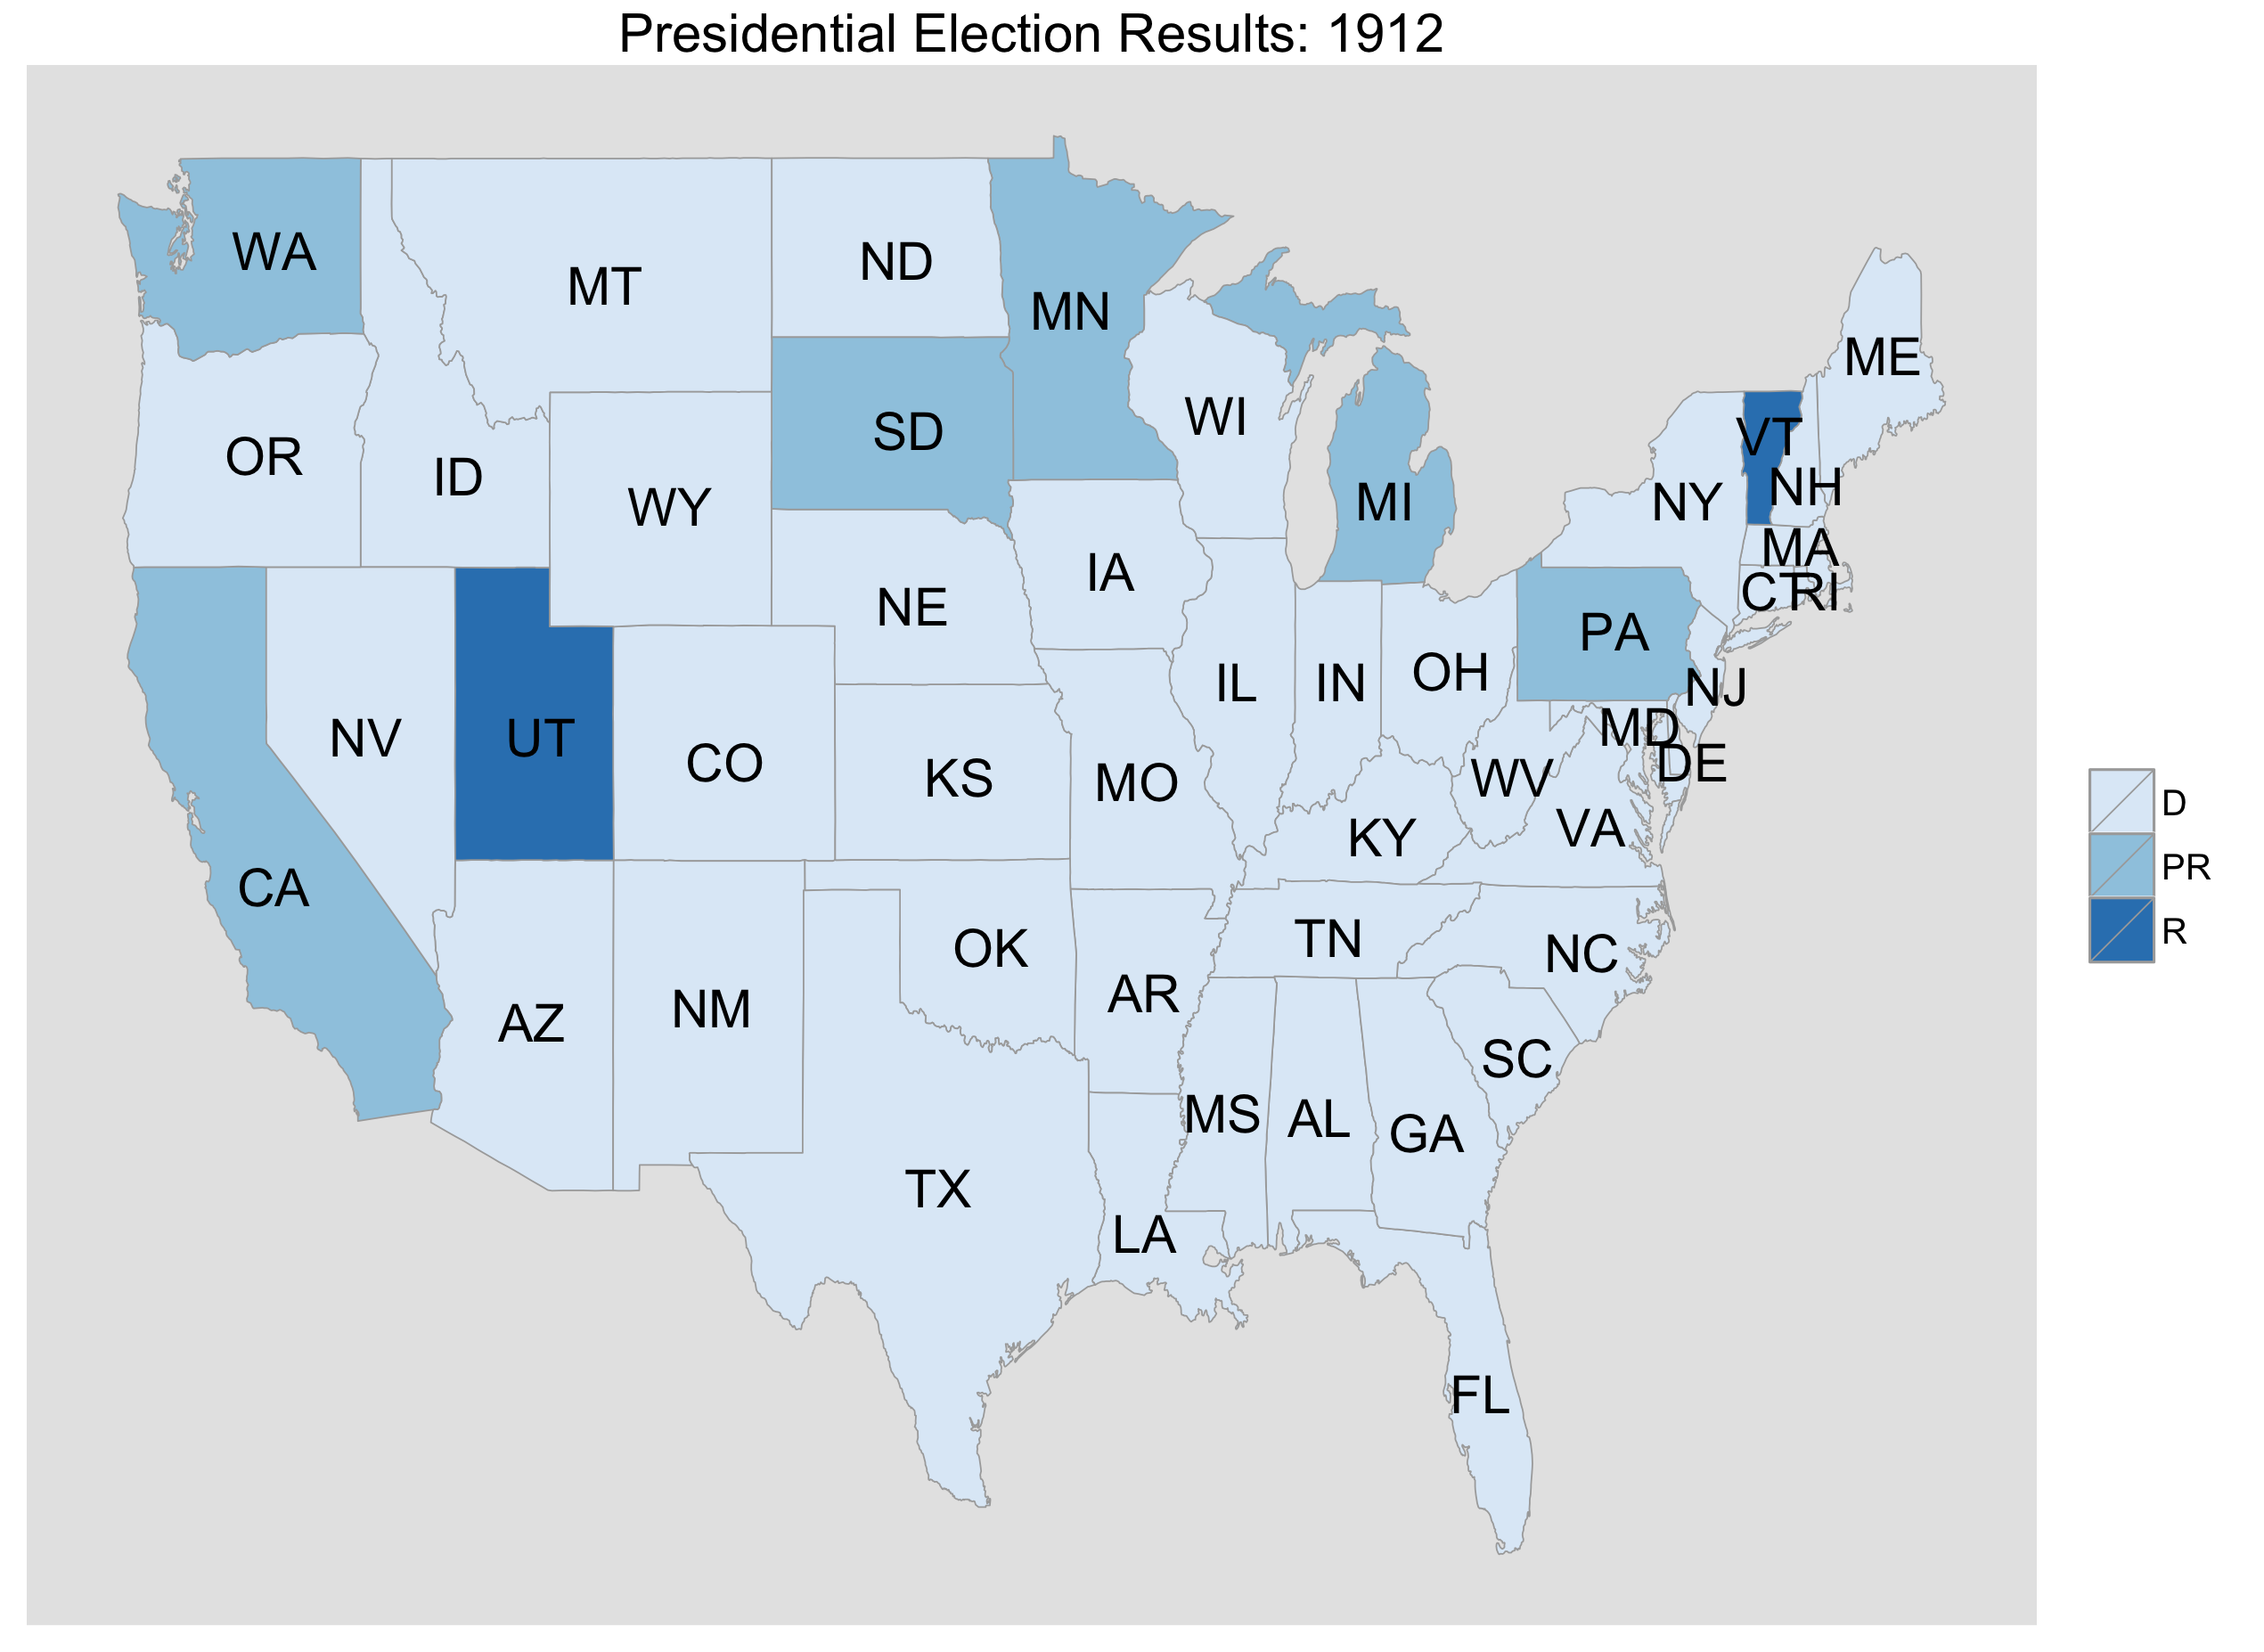 Presidential Election Results: 1912
WA
MT
ND
MN
ME
OR
ID
WY
SD
WI
MI
NY
VT
NH
MA
CT
RI
IA
NE
PA
NJ
IL
IN
OH
MD
DE
NV
UT
CO
KS
MO
WV
VA
KY
D
PR
R
CA
TN
NC
OK
AR
AZ
NM
SC
MS
AL
GA
TX
LA
FL